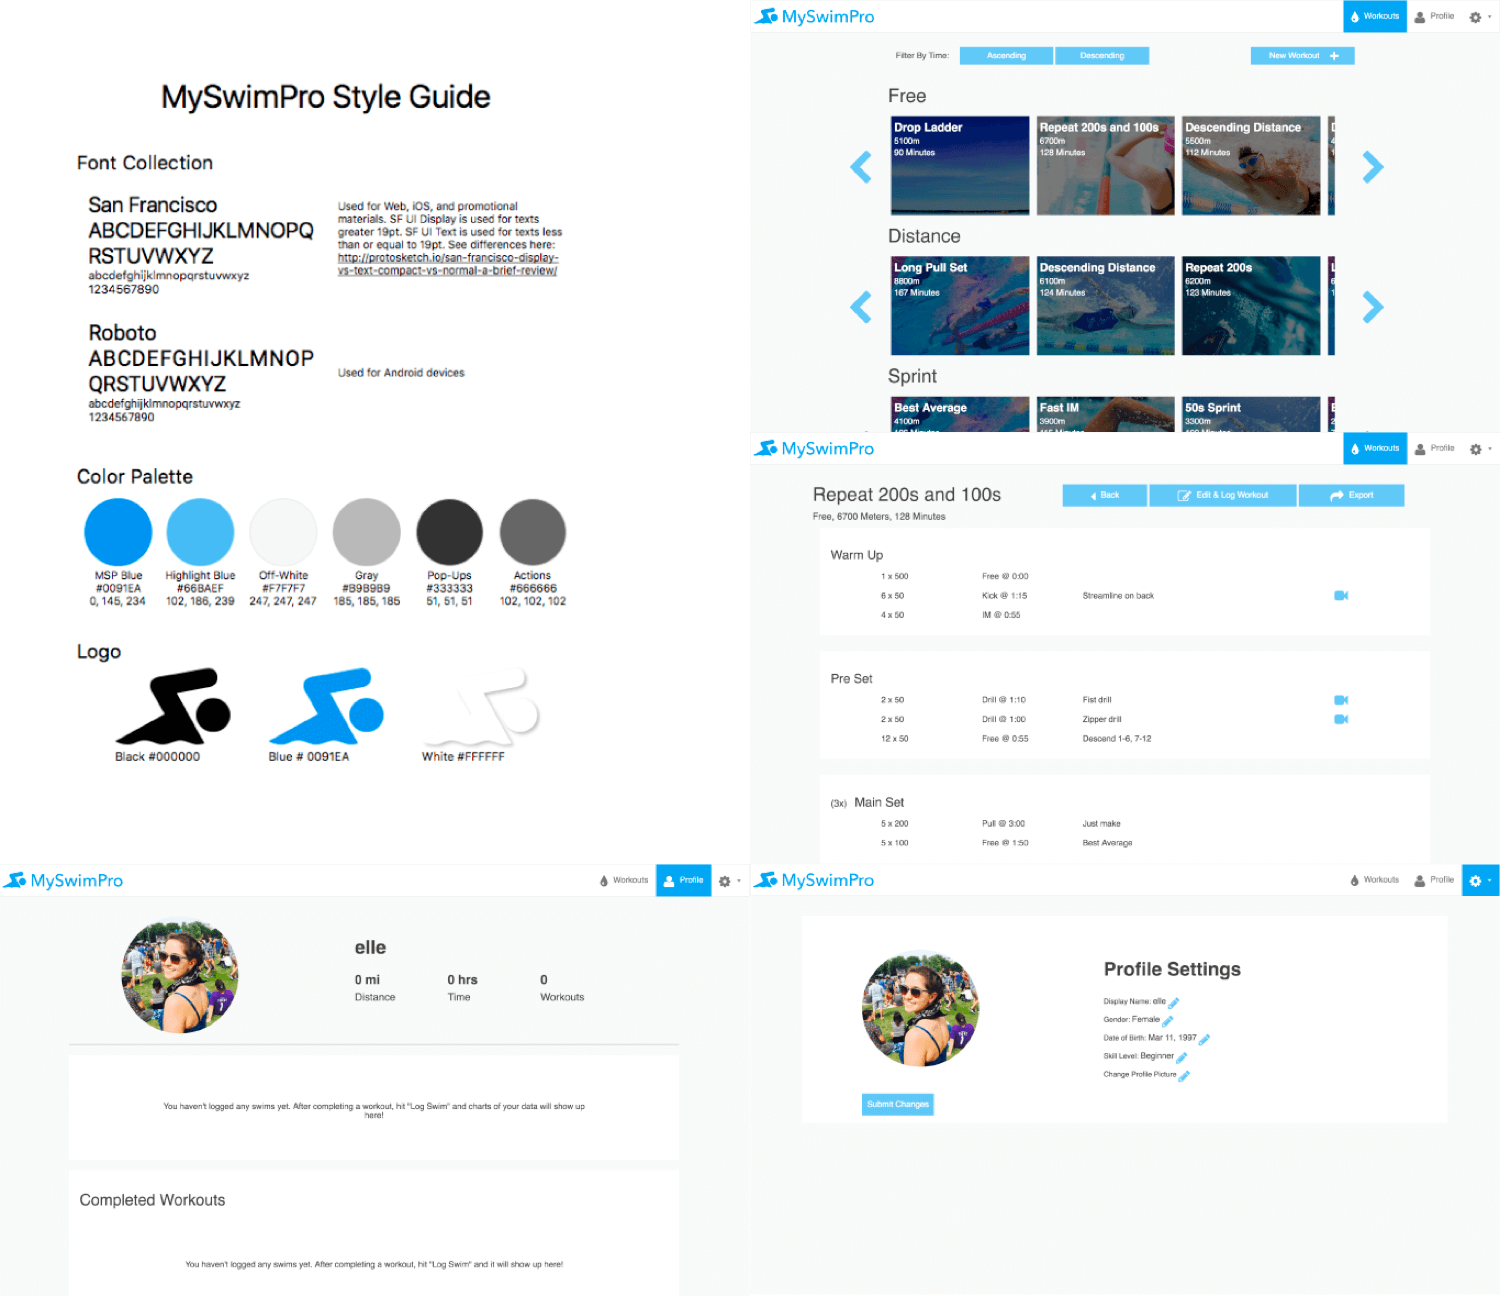 MySwimPro Style Guide
Font Collection
San Francisco
ABCDEFGHIJKLMNOPQ
RSTUVWXYZ
abcdefghijklmnopqrstuvwxyz
1234567890
Used for Web, iOS, and promotional
materials. SF UI Display is used for texts
greater 19pt. SF UI Text is used for texts less
than or equal to 19pt. See differences here:
http://protosketch.io/san-francisco-display-
vs-text-compact-vs-normal-a-brief-review/
Roboto
ABCDEFGHIJKLMNOP
QRSTUVWXYZ
abcdefghijklmnopqrstuvwxyz
1234567890
Used for Android devices
Color Palette
MSP Blue
#0091EA
0, 145, 234
Highlight Blue
#66BAEF
102, 186, 239
Off-White
#F7F7F7
247, 247, 247
Gray
#B9B9B9
185, 185, 185
Pop-Ups
#333333
51, 51, 51
Actions
#666666
102, 102, 102
Logo
Black #000000
Blue # 0091EA
White #FFFFFF
MySwimPro
Workouts
Profile
Filter By Time:
Ascending
Descending
New Workout
Free
Drop Ladder
5100m
90 Minutes
Repeat 200s and 100s
6700m
128 Minutes
Descending Distance
5500m
112 Minutes
Distance
Long Pull Set
8800m
167 Minutes
Descending Distance
6100m
124 Minutes
Repeat 200s
6200m
123 Minutes
Sprint
Best Average
4100m
Fast IM
3900m
50s Sprint
3300m
MySwimPro
Workouts
Profile
Repeat 200s and 100s
Free, 6700 Meters, 128 Minutes
Back
Edit & Log Workout
Export
Warm Up
1 x 500 Free @ 0:00
6 x 50 Kick @ 1:15 Streamline on back
4 x 50 IM @ 0:55
Pre Set
2 x 50 Drill @ 1:10 Fist drill
2 x 50 Drill @ 1:00 Zipper drill
12 x 50 Free @ 0:55 Descend 1-6, 7-12
(3x) Main Set
5 x 200 Pull @ 3:00 Just make
5 x 100 Free @ 1:50 Best Average
MySwimPro
Workouts
Profile
elle
0 mi
Distance
0 hrs
Time
0
Workouts
You haven't logged any swims yet. After completing a workout, hit "Log Swim" and charts of your data will show up
here!
Completed Workouts
You haven't logged any swims yet. After completing a workout, hit "Log Swim" and it will show up here!
MySwimPro
Workouts
Profile
Profile Settings
Display Name: elle
Gender: Female
Date of Birth: Mar 11, 1997
Skill Level: Beginner
Change Profile Picture
Submit Changes